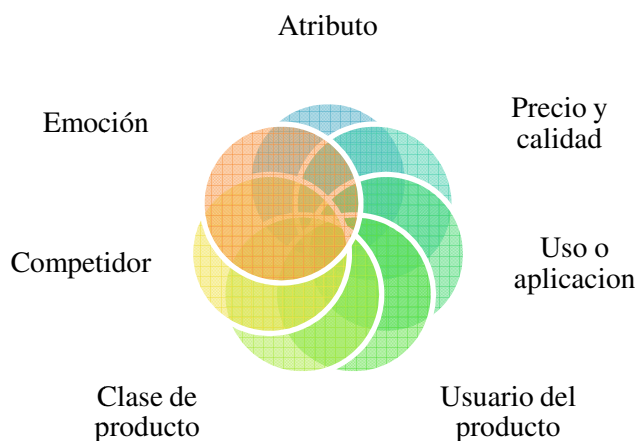 Atributo
Precio y
calidad
Uso o
aplicacion
Usuario del
producto
Clase de
producto
Competidor
Emoción